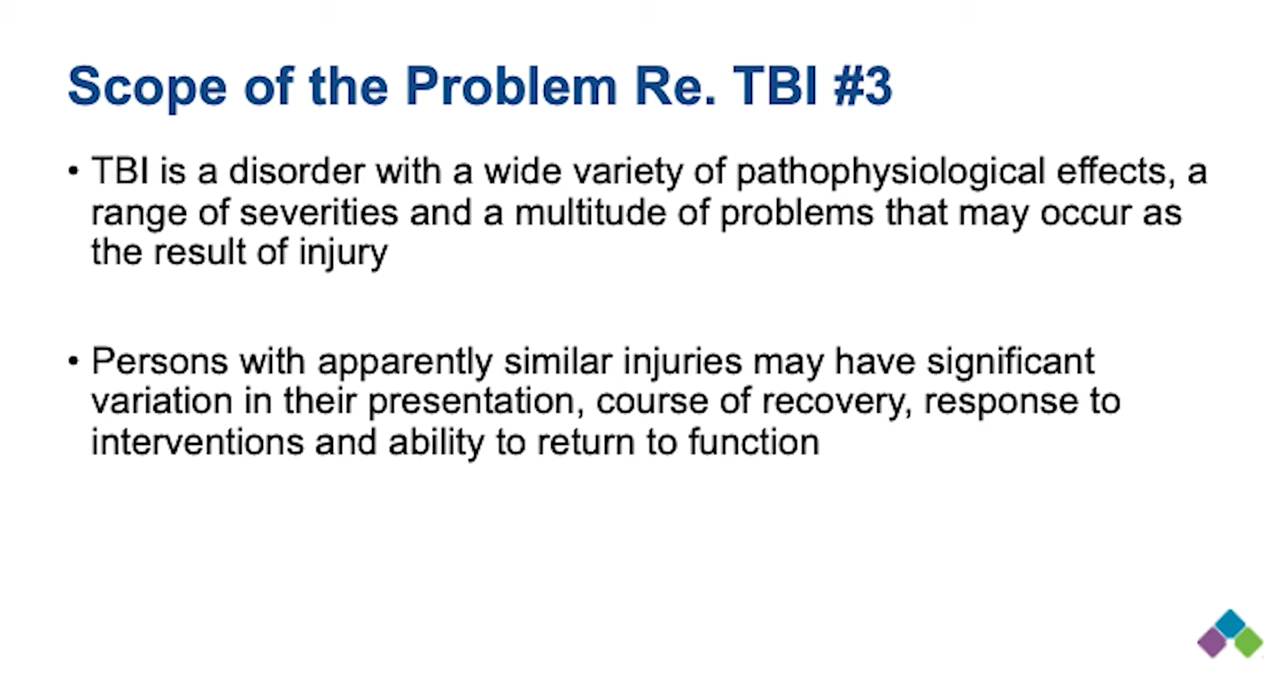 Scope of the Problem Re. TBI #3
• TBI is a disorder with a wide variety of pathophysiological effects, a
range of severities and a multitude of problems that may occur as
the result of injury
• Persons with apparently similar injuries may have significant
variation in their presentation, course of recovery, response to
interventions and ability to return to function